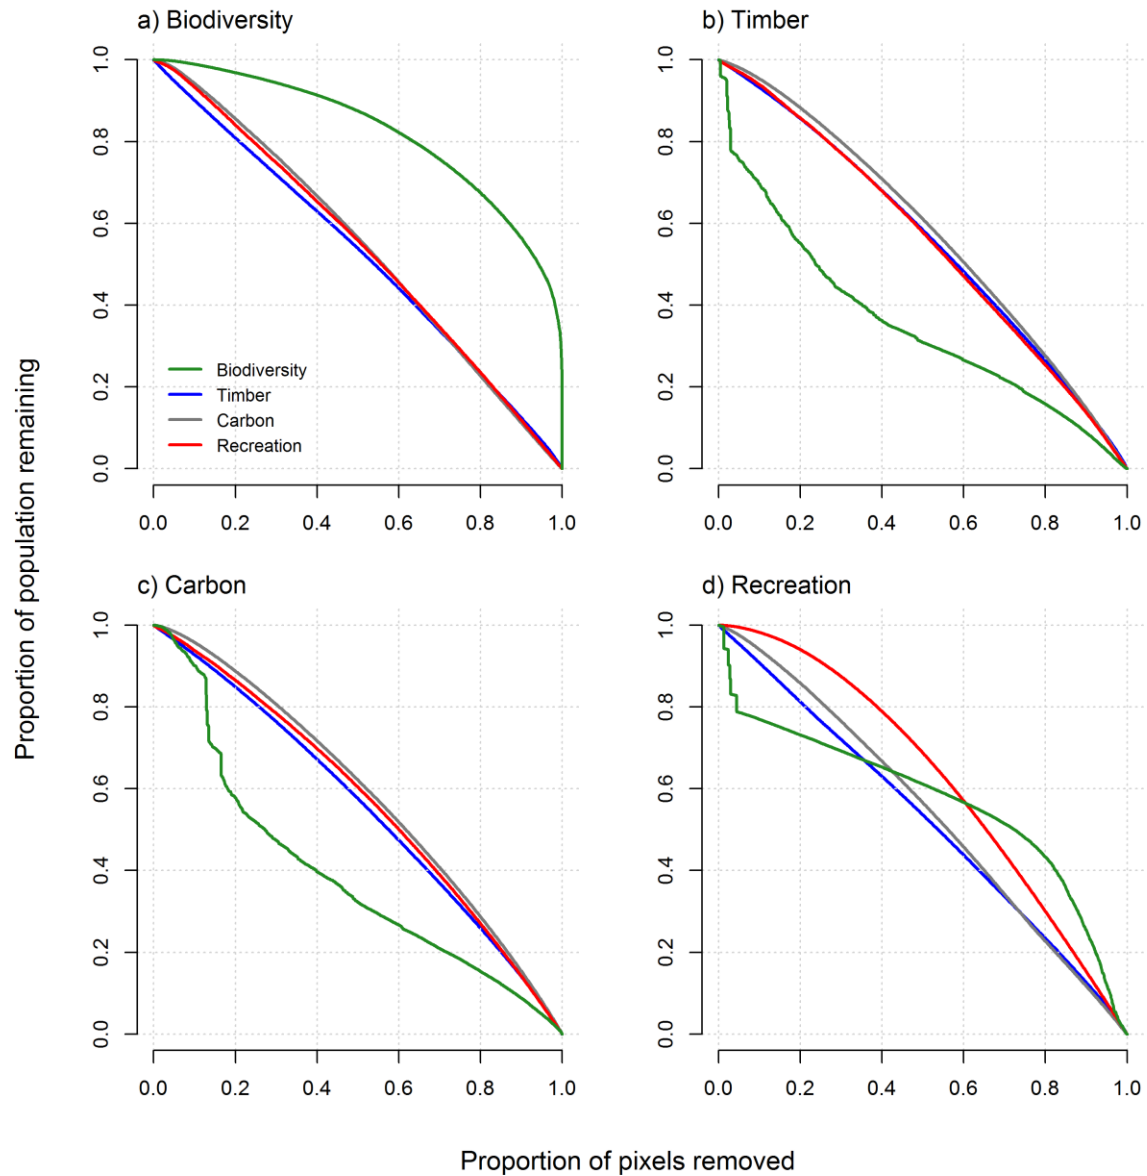 a) Biodiversity
b) Timber
1.0
0.8
0.6
0.4
0.2
0.0
Biodiversity
Timber
Carbon
Recreation
0.0 0.2 0.4 0.6 0.8 1.0
1.0
0.8
0.6
0.4
0.2
0.0
0.0 0.2 0.4 0.6 0.8 1.0
Proportion of population remaining
c) Carbon
d) Recreation
1.0
0.8
0.6
0.4
0.2
0.0
0.0 0.2 0.4 0.6 0.8 1.0
1.0
0.8
0.6
0.4
0.2
0.0
0.0 0.2 0.4 0.6 0.8 1.0
Proportion of pixels removed